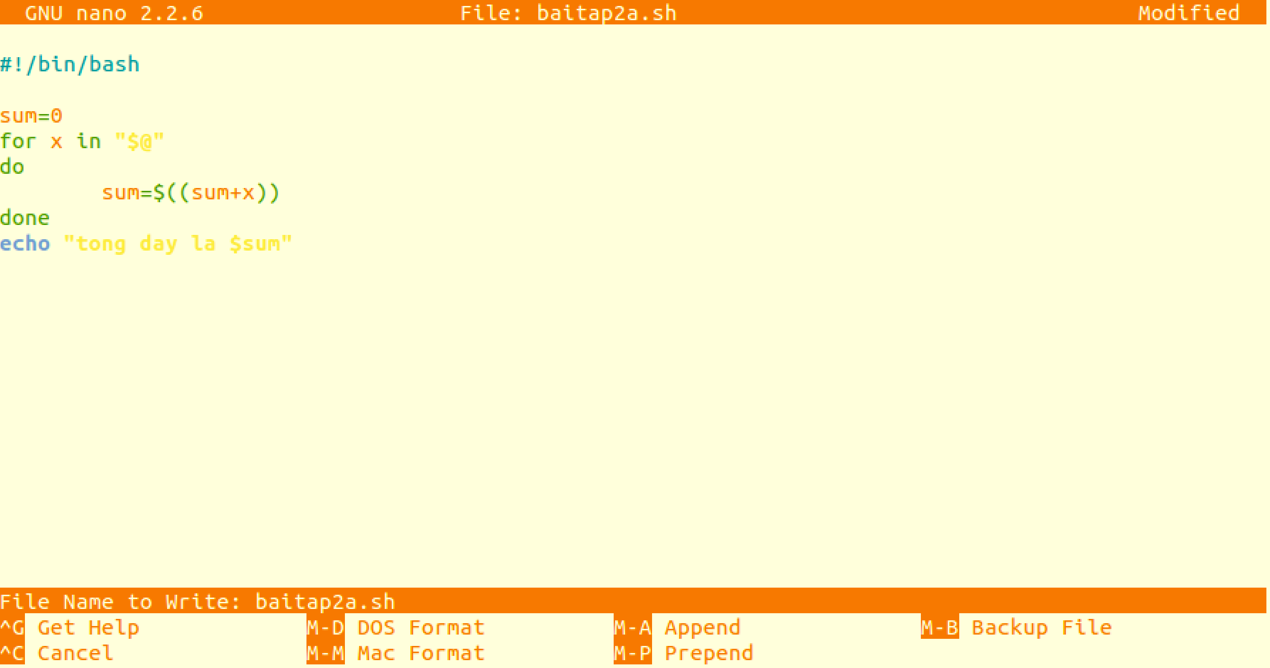 GNU nano 2.2.6 File: baitap2a.sh Modified
#!/bin/bash
sum=0
for x in "$@"
do
sum=$((sum+x))
done
echo "tong day la $sum"
File Name to Write: baitap2a.sh
^G Get Help M-D DOS Format M-A Append M-B Backup File
^C Cancel M-M Mac Format M-P Prepend